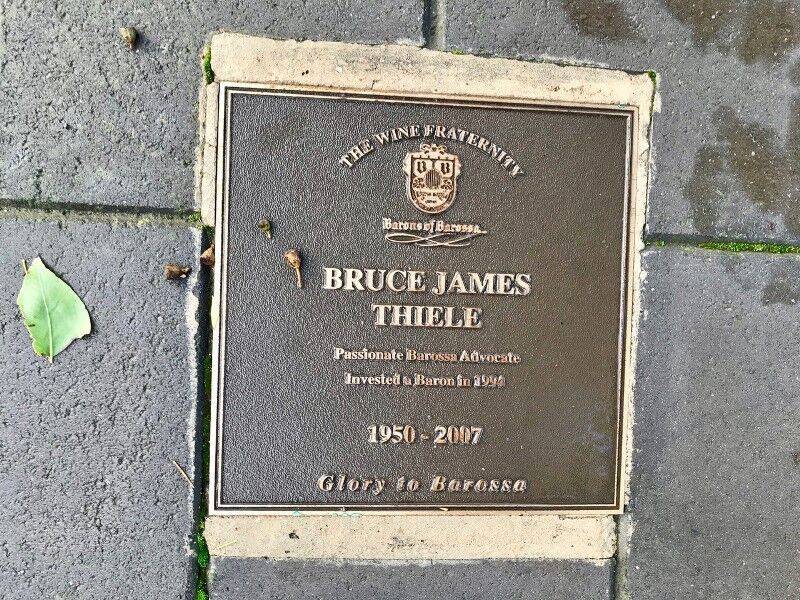 THE WINE FRATERNITY
B B
Barons of Barossa
BRUCE JAMES
THIELE
Passionate Barossa Advocate
Invested a Baron in
1950 - 2007
Glory to Barossa